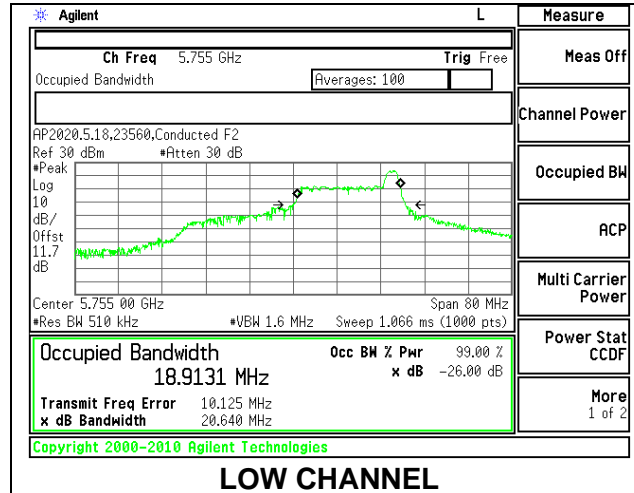 Agilent L Measure
Ch Freq 5.755 GHz Trig Free
Meas Off
Occupied Bandwidth Averages: 100
Channel Power
AP2020.5.18,23560,Conducted F2
Ref 30 dBm #Atten 30 dB
#Peak
Log
10
dB/
Offst
11.7
dB
Occupied BW
ACP
Multi Carrier
Power
Center 5.755 00 GHz Span 80 MHz
#Res BW 510 kHz #VBW 1.6 MHz Sweep 1.066 ms (1000 pts)
Power Stat
CCDF
Occupied Bandwidth Occ BW % Pwr 99.00 %
18.9131 MHz x dB -26.00 dB
Transmit Freq Error 10.125 MHz
x dB Bandwidth 20.640 MHz
More
1 of 2
Copyright 2000-2010 Agilent Technologies
LOW CHANNEL